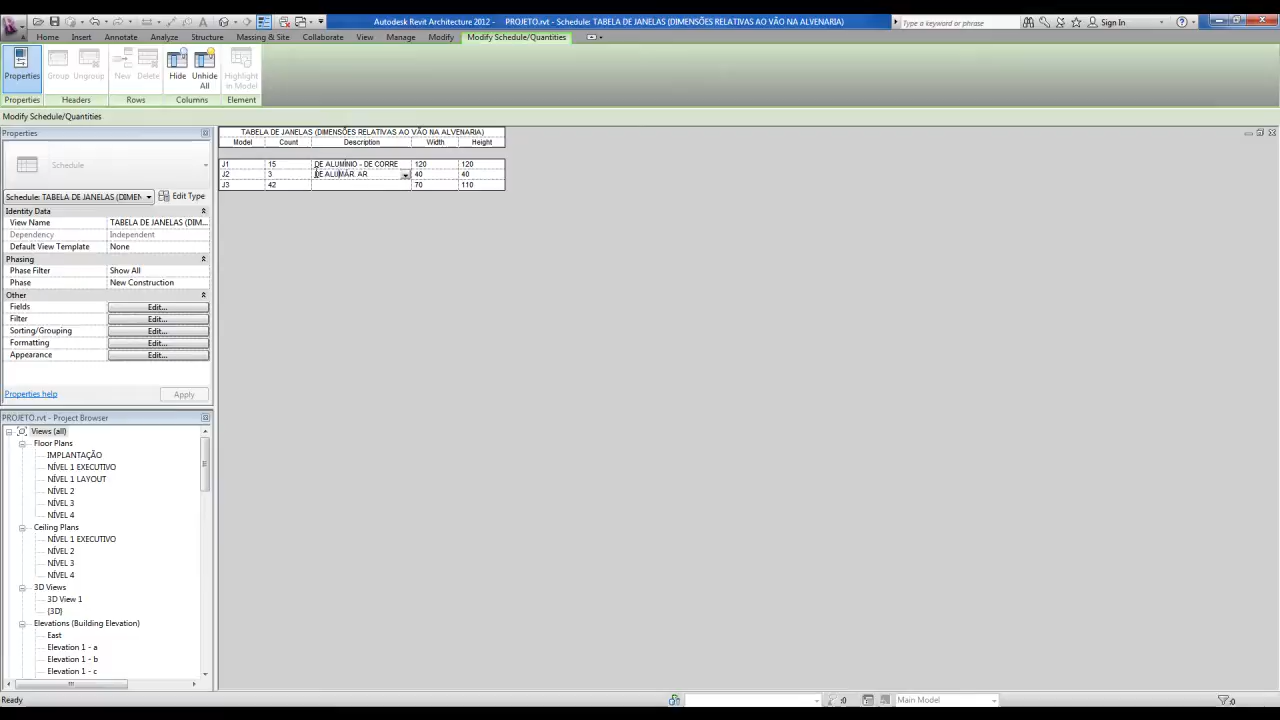 Autodesk Revit Architecture 2012 - PROJETO.rvt - Schedule: TABELA DE JANELAS (DIMENSÕES RELATIVAS AO VÃO NA ALVENARIA)
Type a keyword or phrase
Sign In
Home Insert Annotate Analyze Structure Massing & Site Collaborate View Manage Modify Modify Schedule/Quantities
Properties Group Ungroup New Delete Hide Unhide All Highlight in Model
Properties Headers Rows Columns Element
Modify Schedule/Quantities
Properties
Schedule
Schedule: TABELA DE JANELAS (DIMEN
Edit Type
Identity Data
View Name TABELA DE JANELAS (DIM...
Dependency Independent
Default View Template None
Phasing
Phase Filter Show All
Phase New Construction
Other
Fields Edit...
Filter Edit...
Sorting/Grouping Edit...
Formatting Edit...
Appearance Edit...
Properties help Apply
PROJETO.rvt - Project Browser
Views (all)
Floor Plans
IMPLANTAÇÃO
NÍVEL 1 EXECUTIVO
NÍVEL 1 LAYOUT
NÍVEL 2
NÍVEL 3
NÍVEL 4
Ceiling Plans
NÍVEL 1 EXECUTIVO
NÍVEL 2
NÍVEL 3
NÍVEL 4
3D Views
3D View 1
{3D}
Elevations (Building Elevation)
East
Elevation 1 - a
Elevation 1 - b
Elevation 1 - c
TABELA DE JANELAS (DIMENSÕES RELATIVAS AO VÃO NA ALVENARIA)
Model Count Description Width Height
J1 15 DE ALUMÍNIO - DE CORRE 120 120
J2 3 DE ALUMÁR. AR 40 40
J3 42 70 110
Ready
:0
Main Model
:0